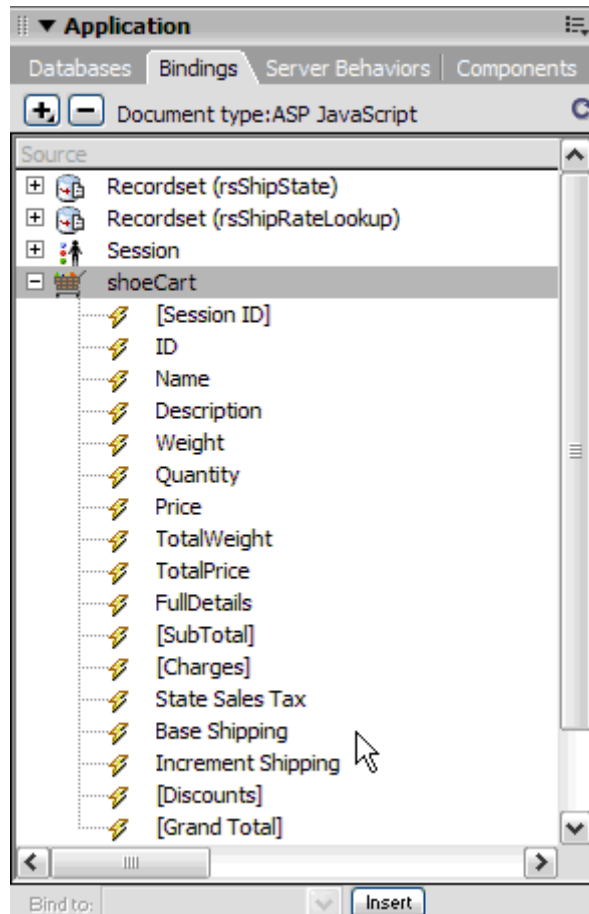 Application
Databases Bindings Server Behaviors Components
Document type:ASP JavaScript
Source
Recordset (rsShipState)
Recordset (rsShipRateLookup)
Session
shoeCart
[Session ID]
ID
Name
Description
Weight
Quantity
Price
TotalWeight
TotalPrice
FullDetails
[SubTotal]
[Charges]
State Sales Tax
Base Shipping
Increment Shipping
[Discounts]
[Grand Total]
Bind to: Insert